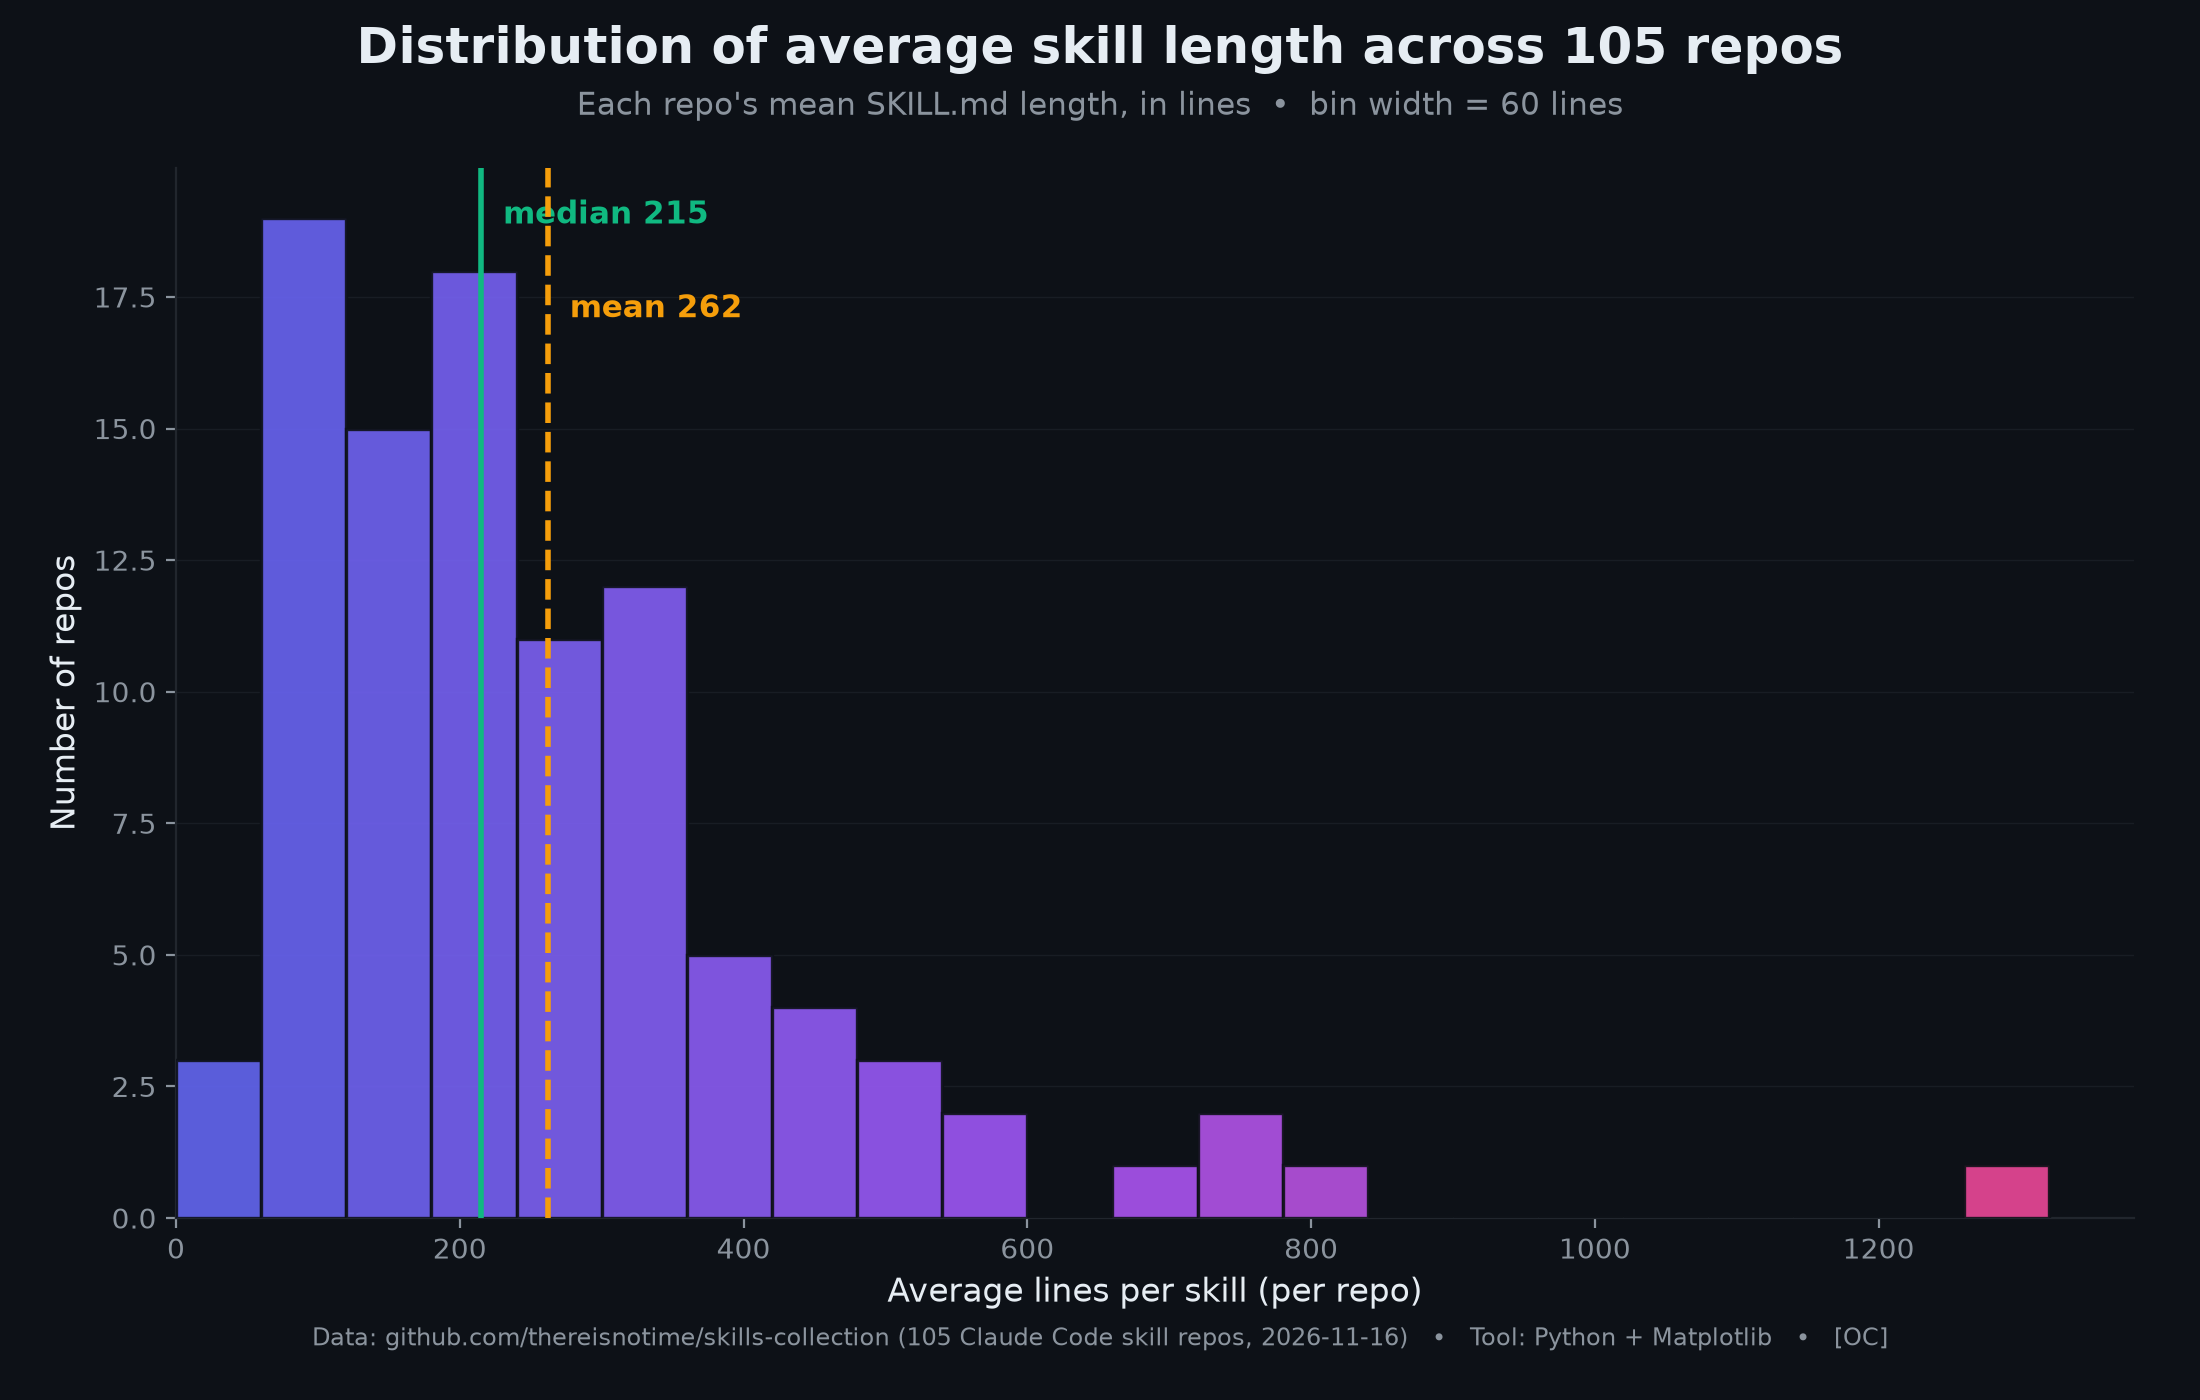 Distribution of average skill length across 105 repos
Each repo's mean SKILL.md length, in lines • bin width = 60 lines
median 215
mean 262
Number of repos
17.5
15.0
12.5
10.0
7.5
5.0
2.5
0.0
0 200 400 600 800 1000 1200
Average lines per skill (per repo)
Data: github.com/thereisnotime/skills-collection (105 Claude Code skill repos, 2026-11-16) • Tool: Python + Matplotlib • [OC]